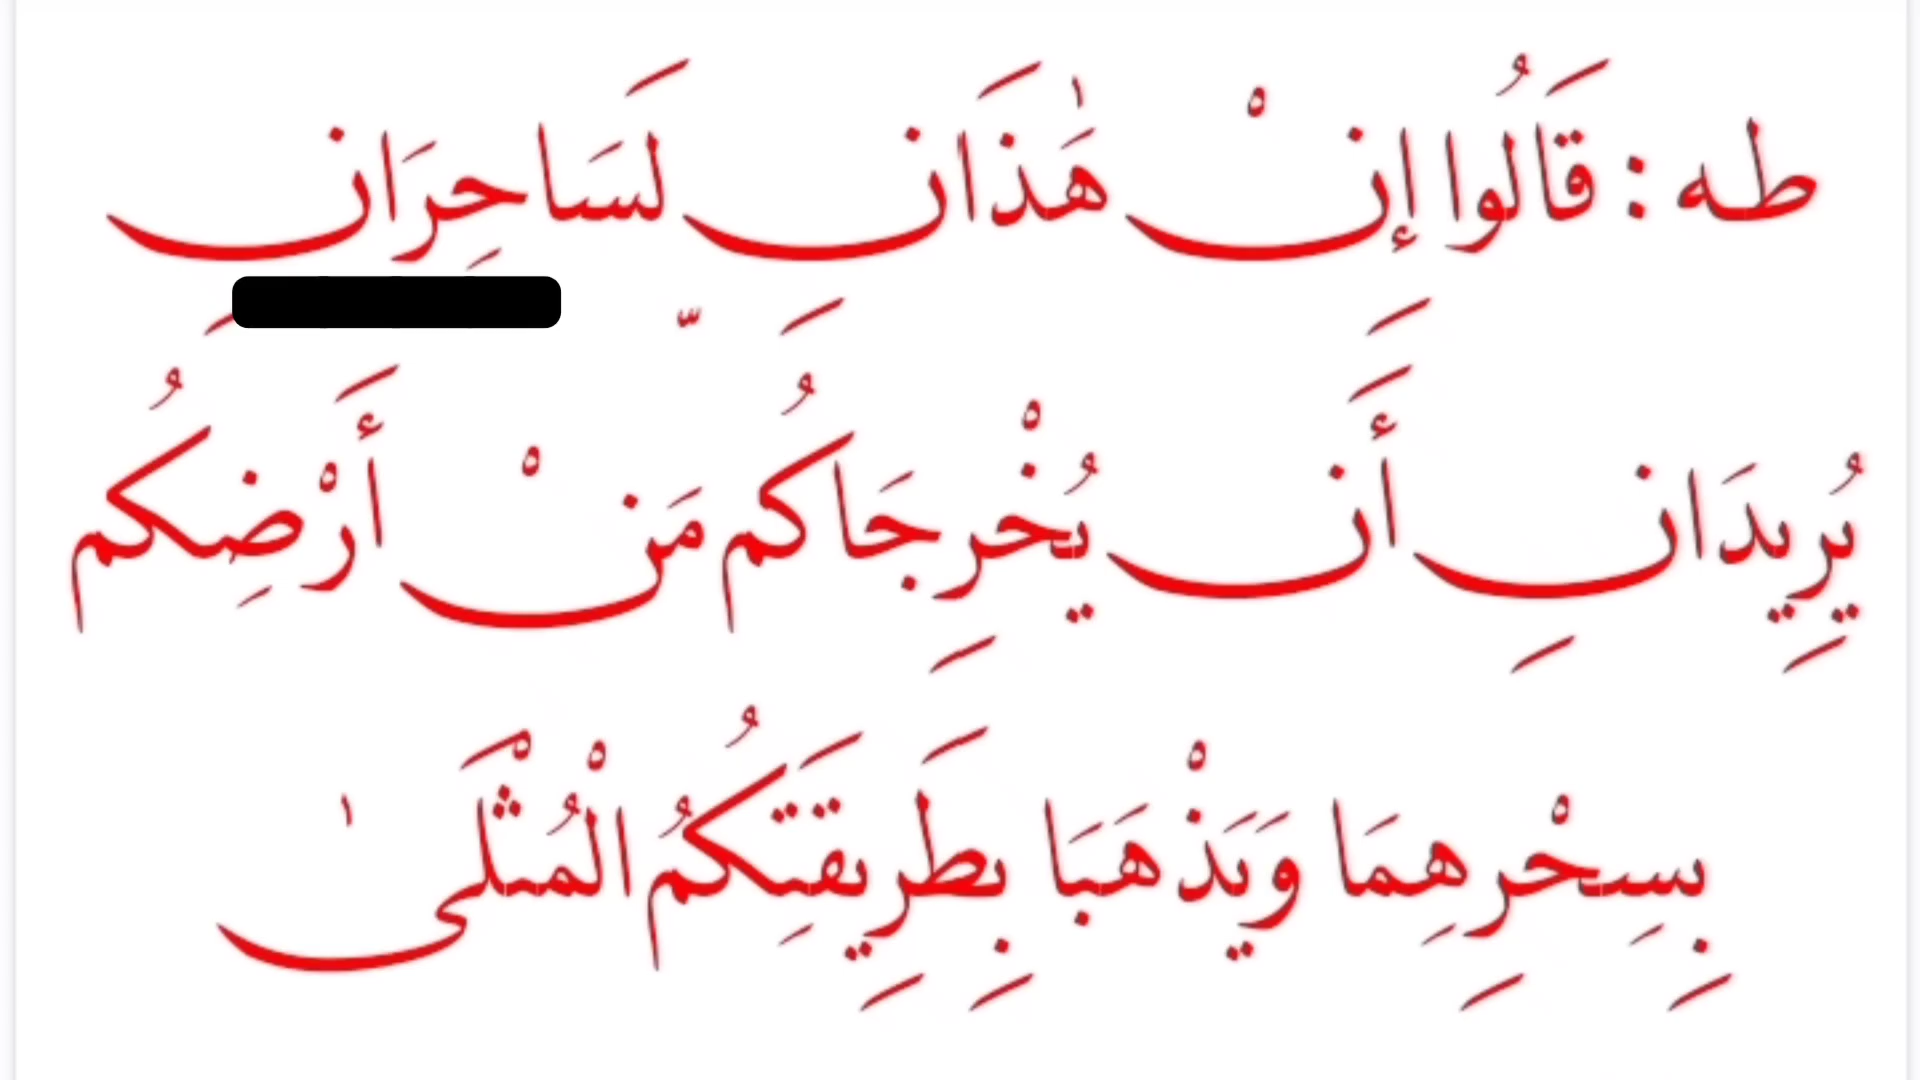 طه : قَالُوا إِنْ هَٰذَانِ لَسَاحِرَانِ
يُرِيدَانِ أَنَ يُخْرِجَاكُمَ مَّنْ أَرْضِكُمَ
بِسِحْرِهِمَا وَيَذْهَبَا بِطَرِيقَتِكُمُ الْمُثْلَىٰ